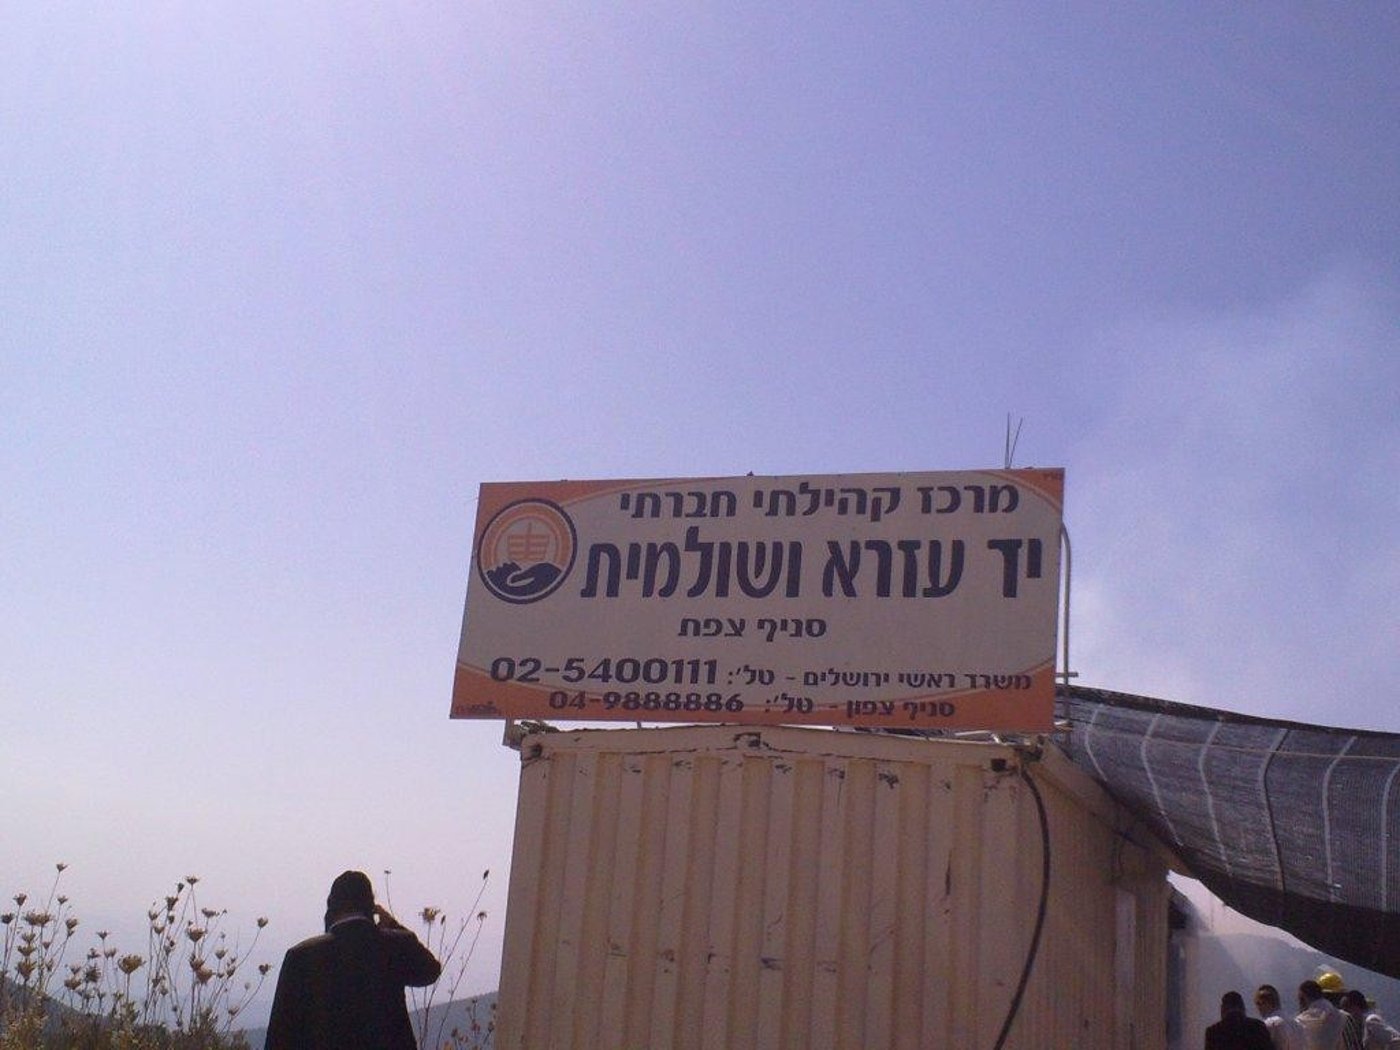 מרכז קהילתי חברתי
יד עזרא ושולמית
סניף צפת
משרד ראשי ירושלים - טל': 02-5400111
סניף צפון - טל': 04-9888886